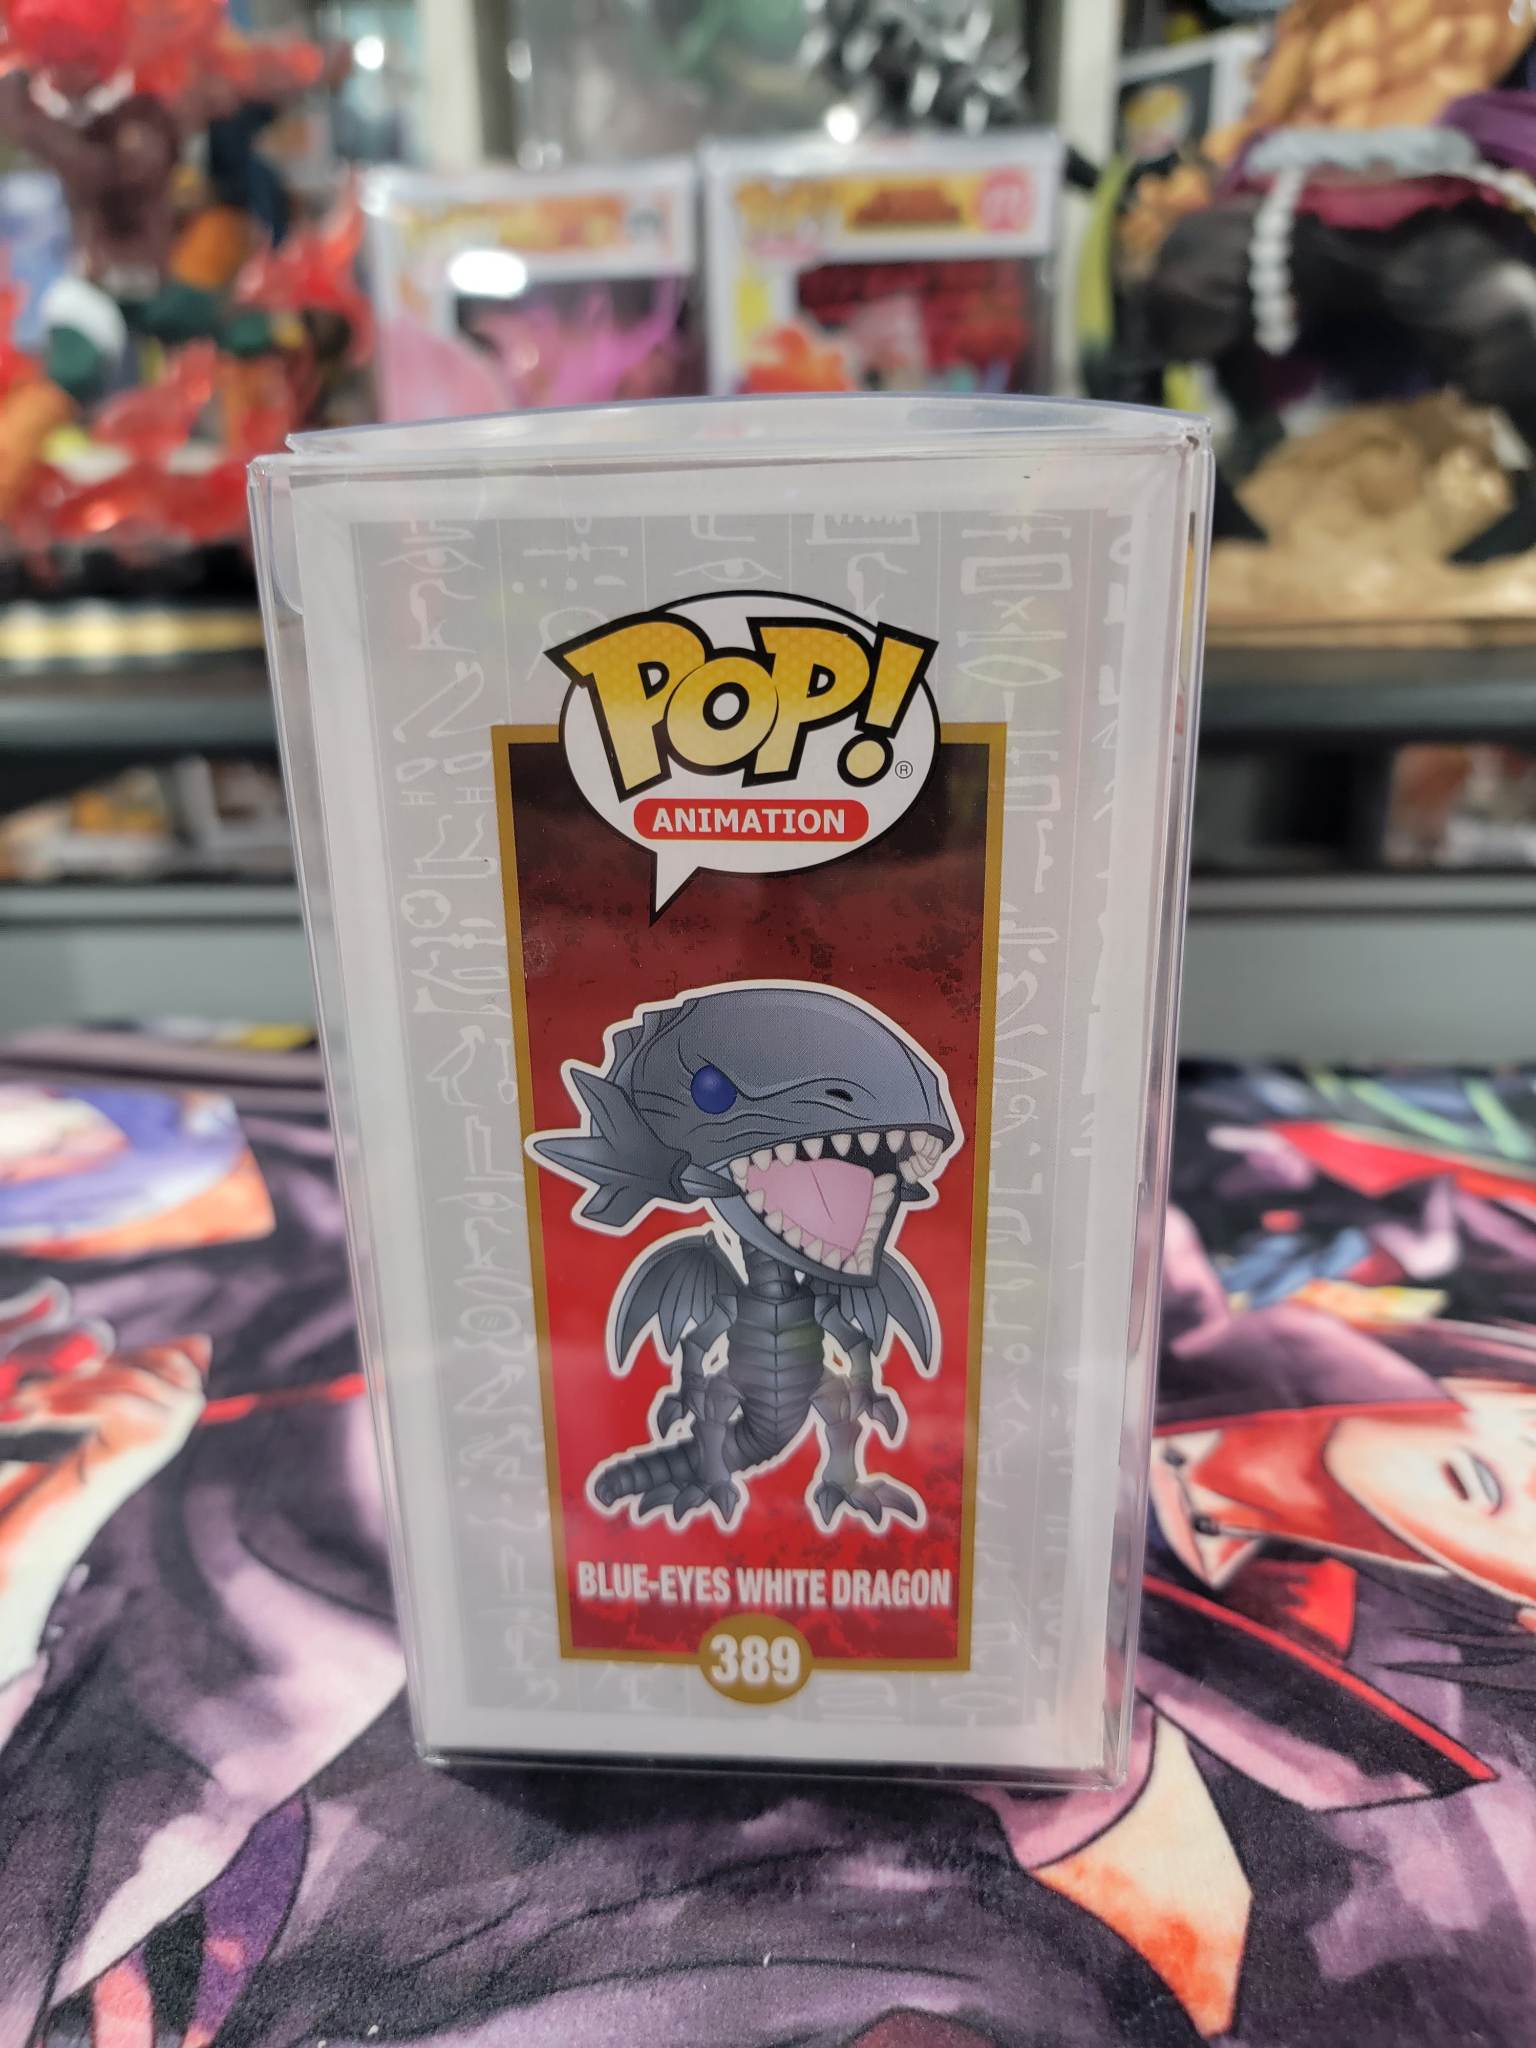 POP!
®
ANIMATION
BLUE-EYES WHITE DRAGON
389